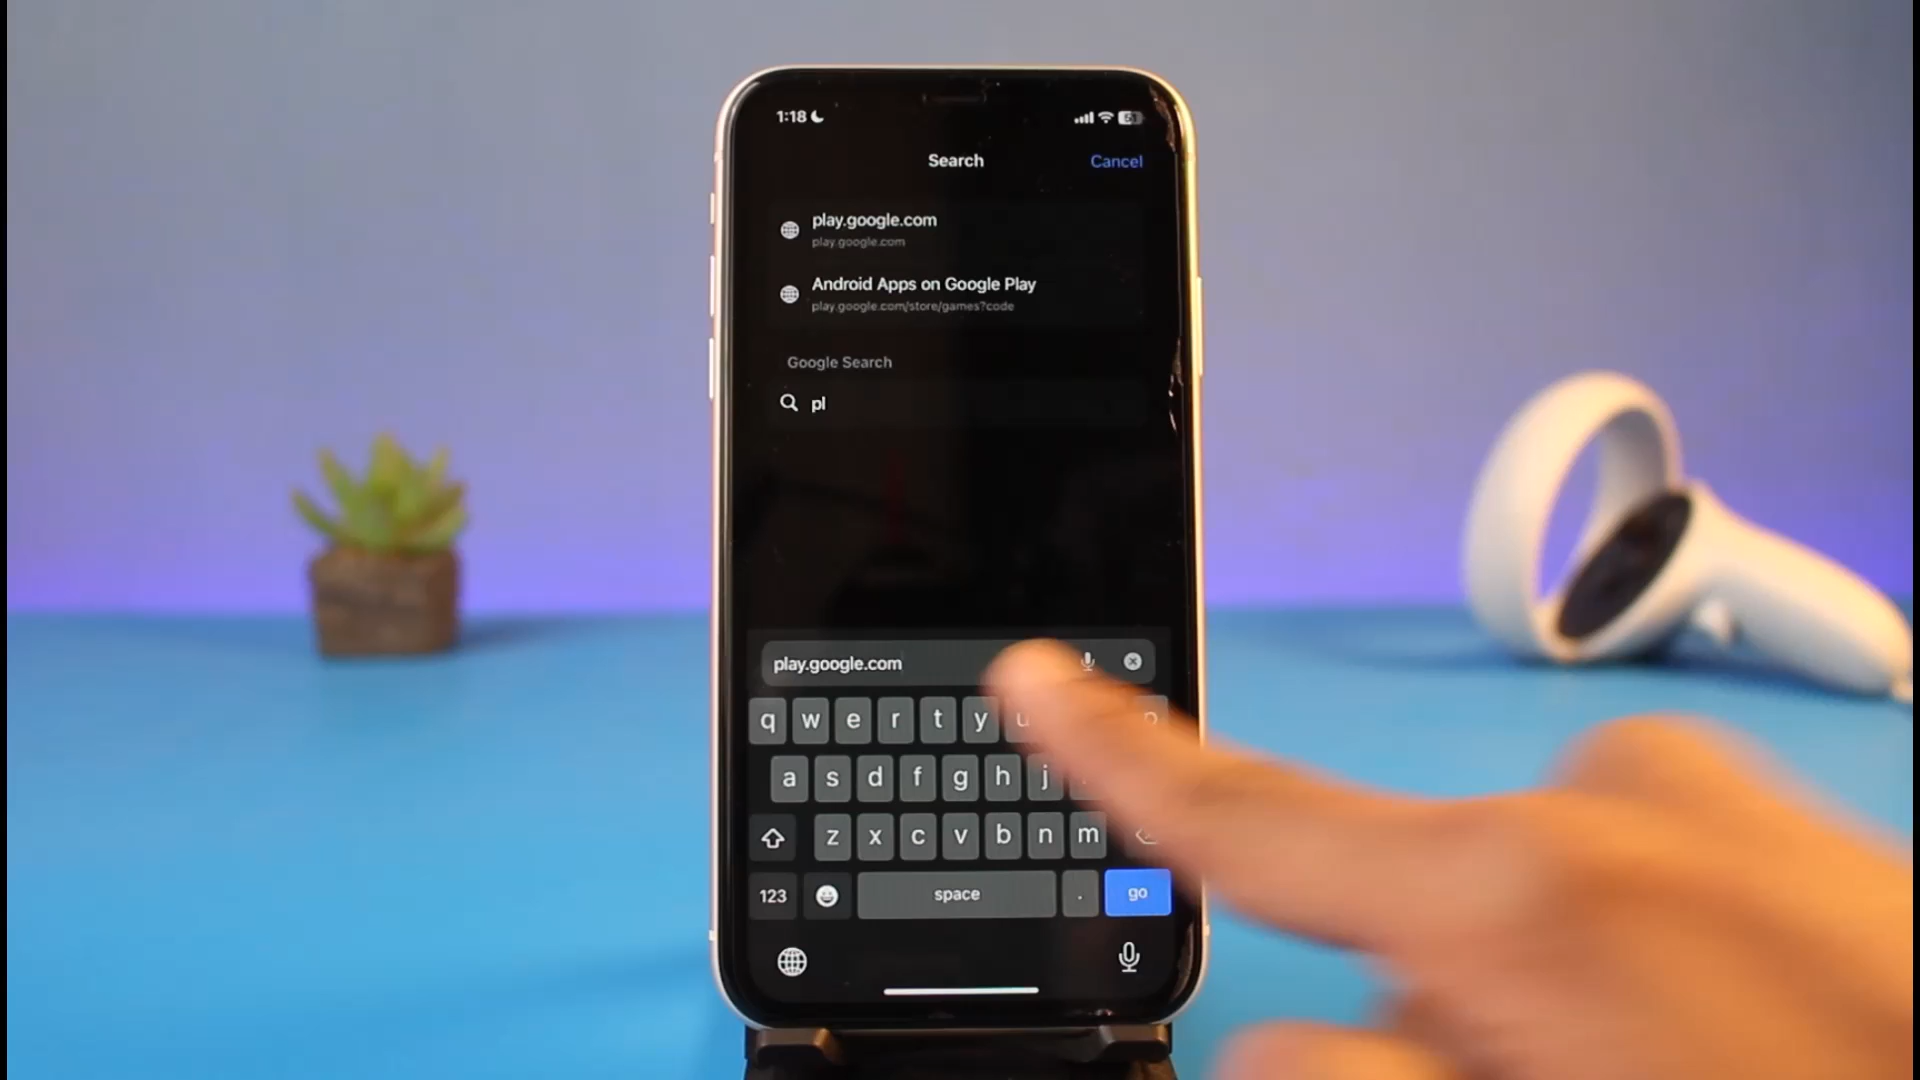 1:18
Search Cancel
play.google.com
play.google.com
Android Apps on Google Play
play.google.com/store/games?code
Google Search
pl
play.google.com
q w e r t y u p
a s d f g h j
z x c v b n m
123 space . go